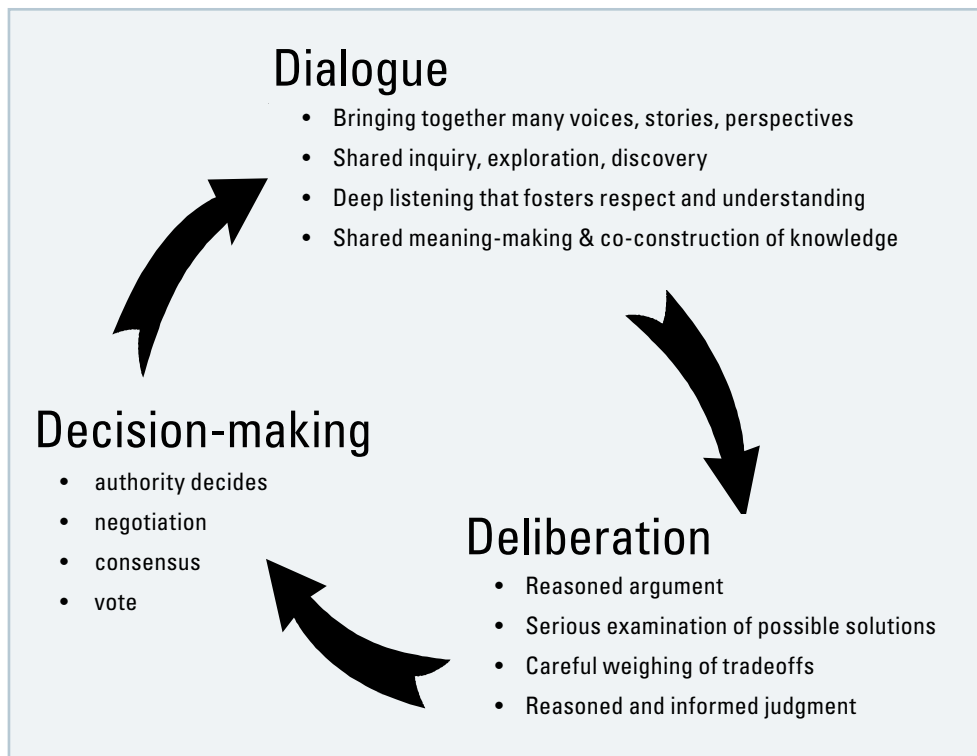 Dialogue
• Bringing together many voices, stories, perspectives
• Shared inquiry, exploration, discovery
• Deep listening that fosters respect and understanding
• Shared meaning-making & co-construction of knowledge
Decision-making
• authority decides
• negotiation
• consensus
• vote
Deliberation
• Reasoned argument
• Serious examination of possible solutions
• Careful weighing of tradeoffs
• Reasoned and informed judgment